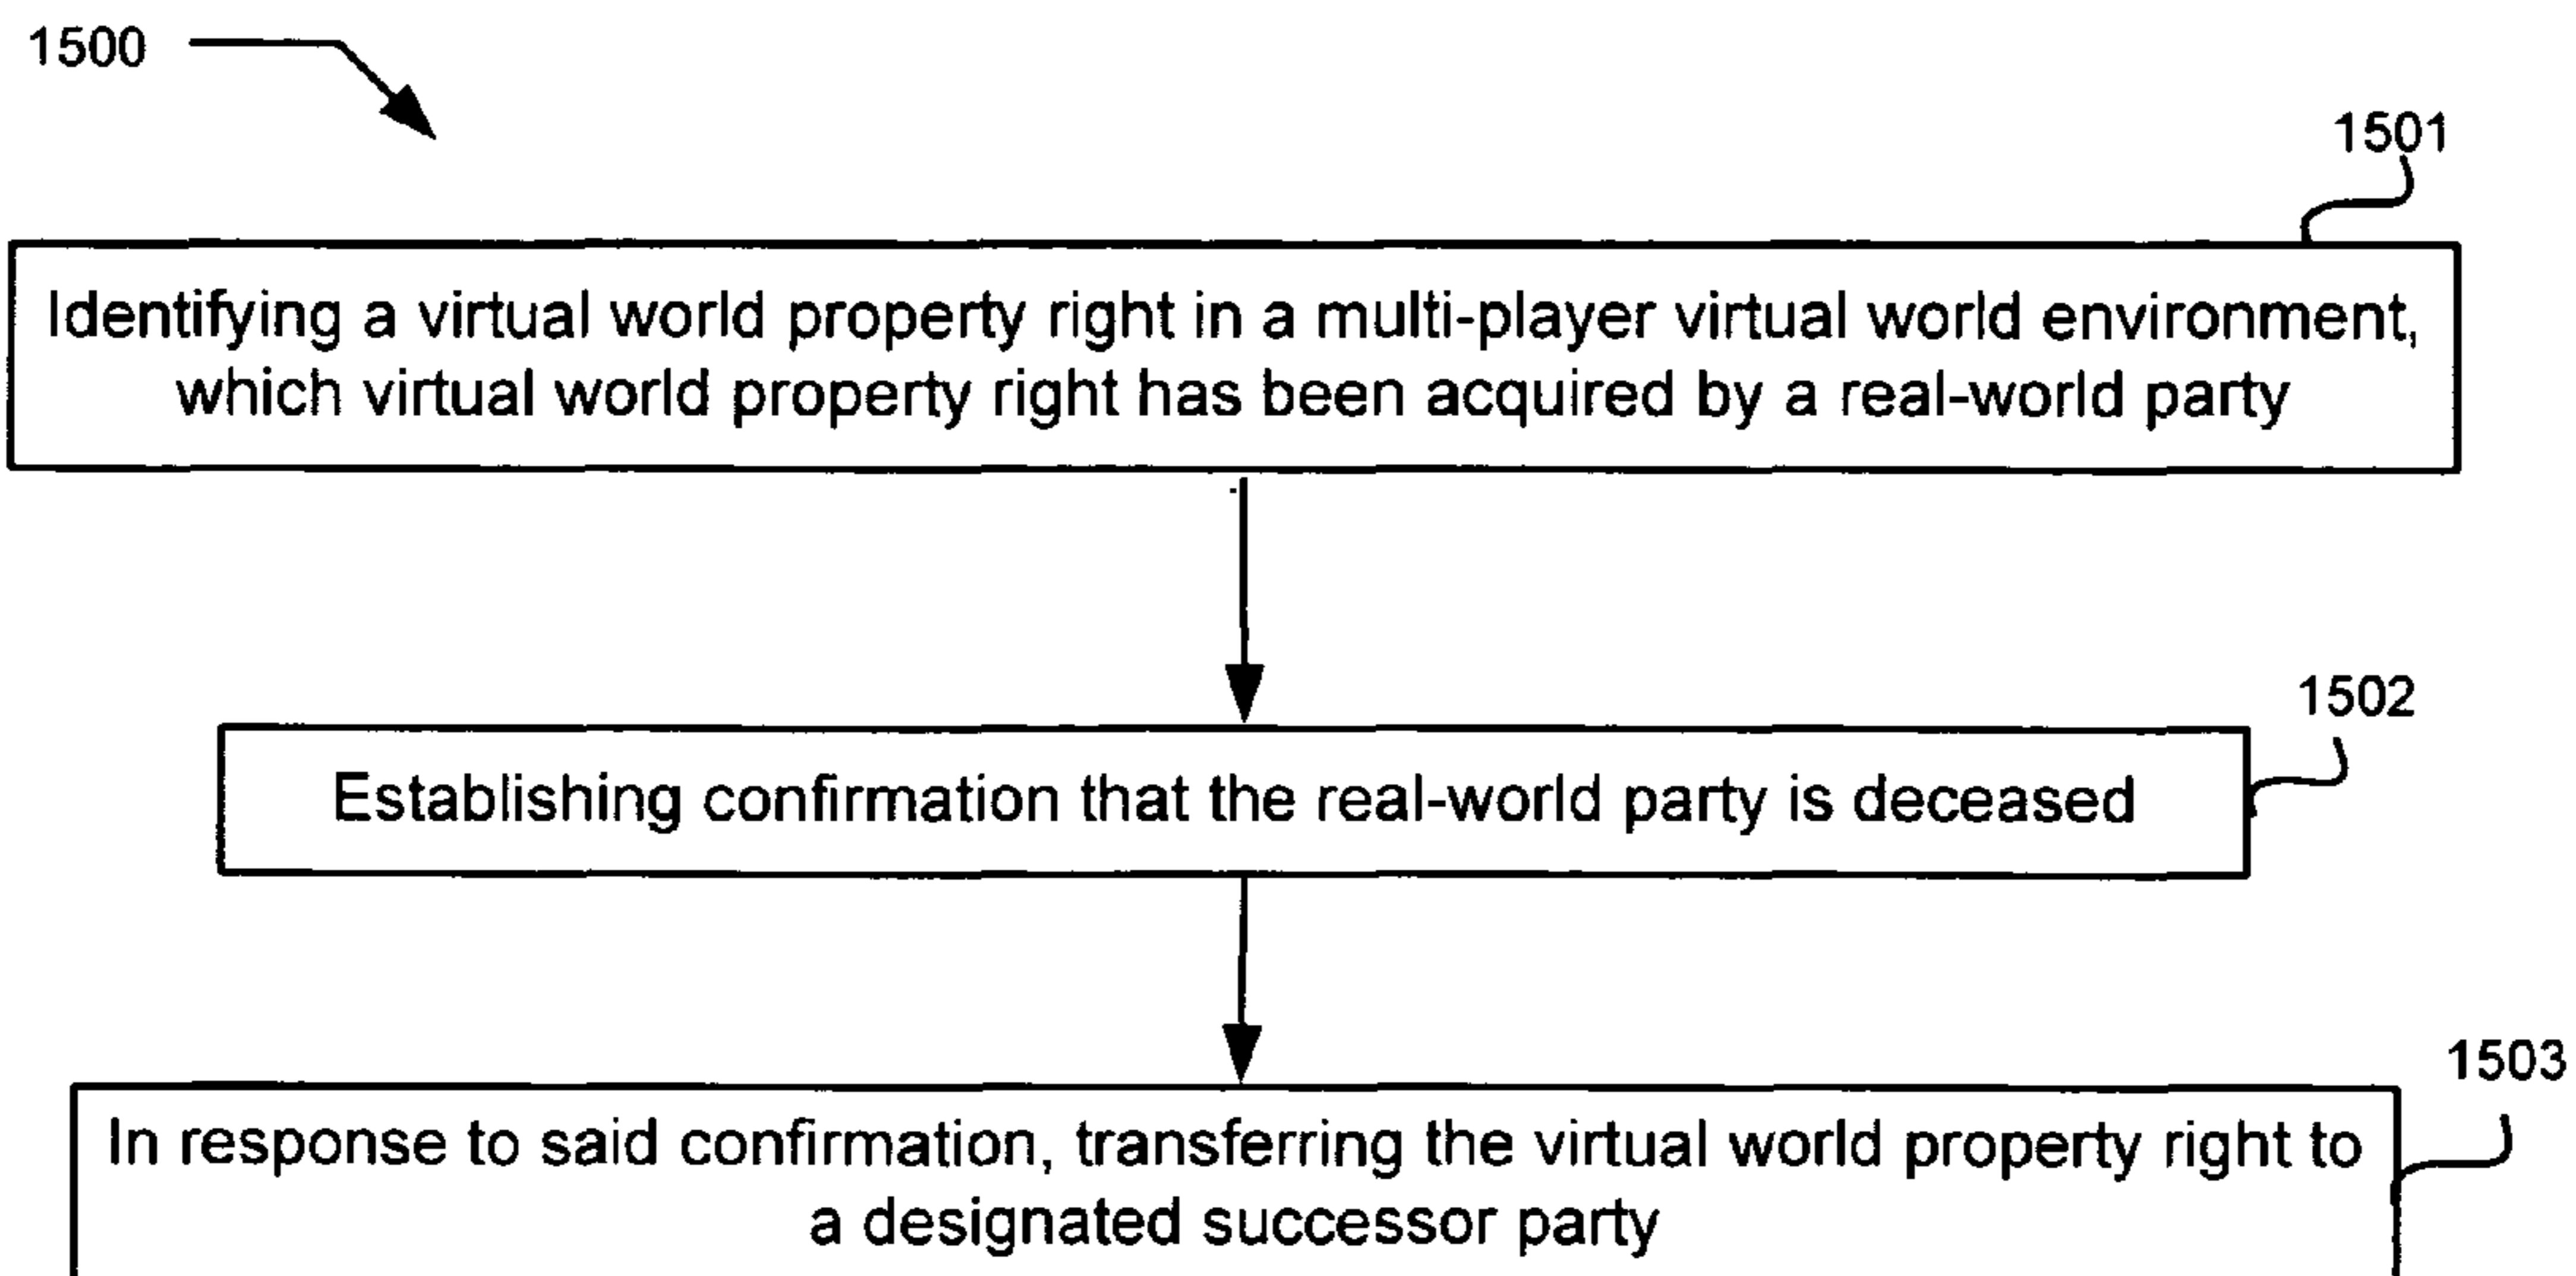 1500
1501
Identifying a virtual world property right in a multi-player virtual world environment,
which virtual world property right has been acquired by a real-world party
1502
Establishing confirmation that the real-world party is deceased
1503
In response to said confirmation, transferring the virtual world property right to
a designated successor party